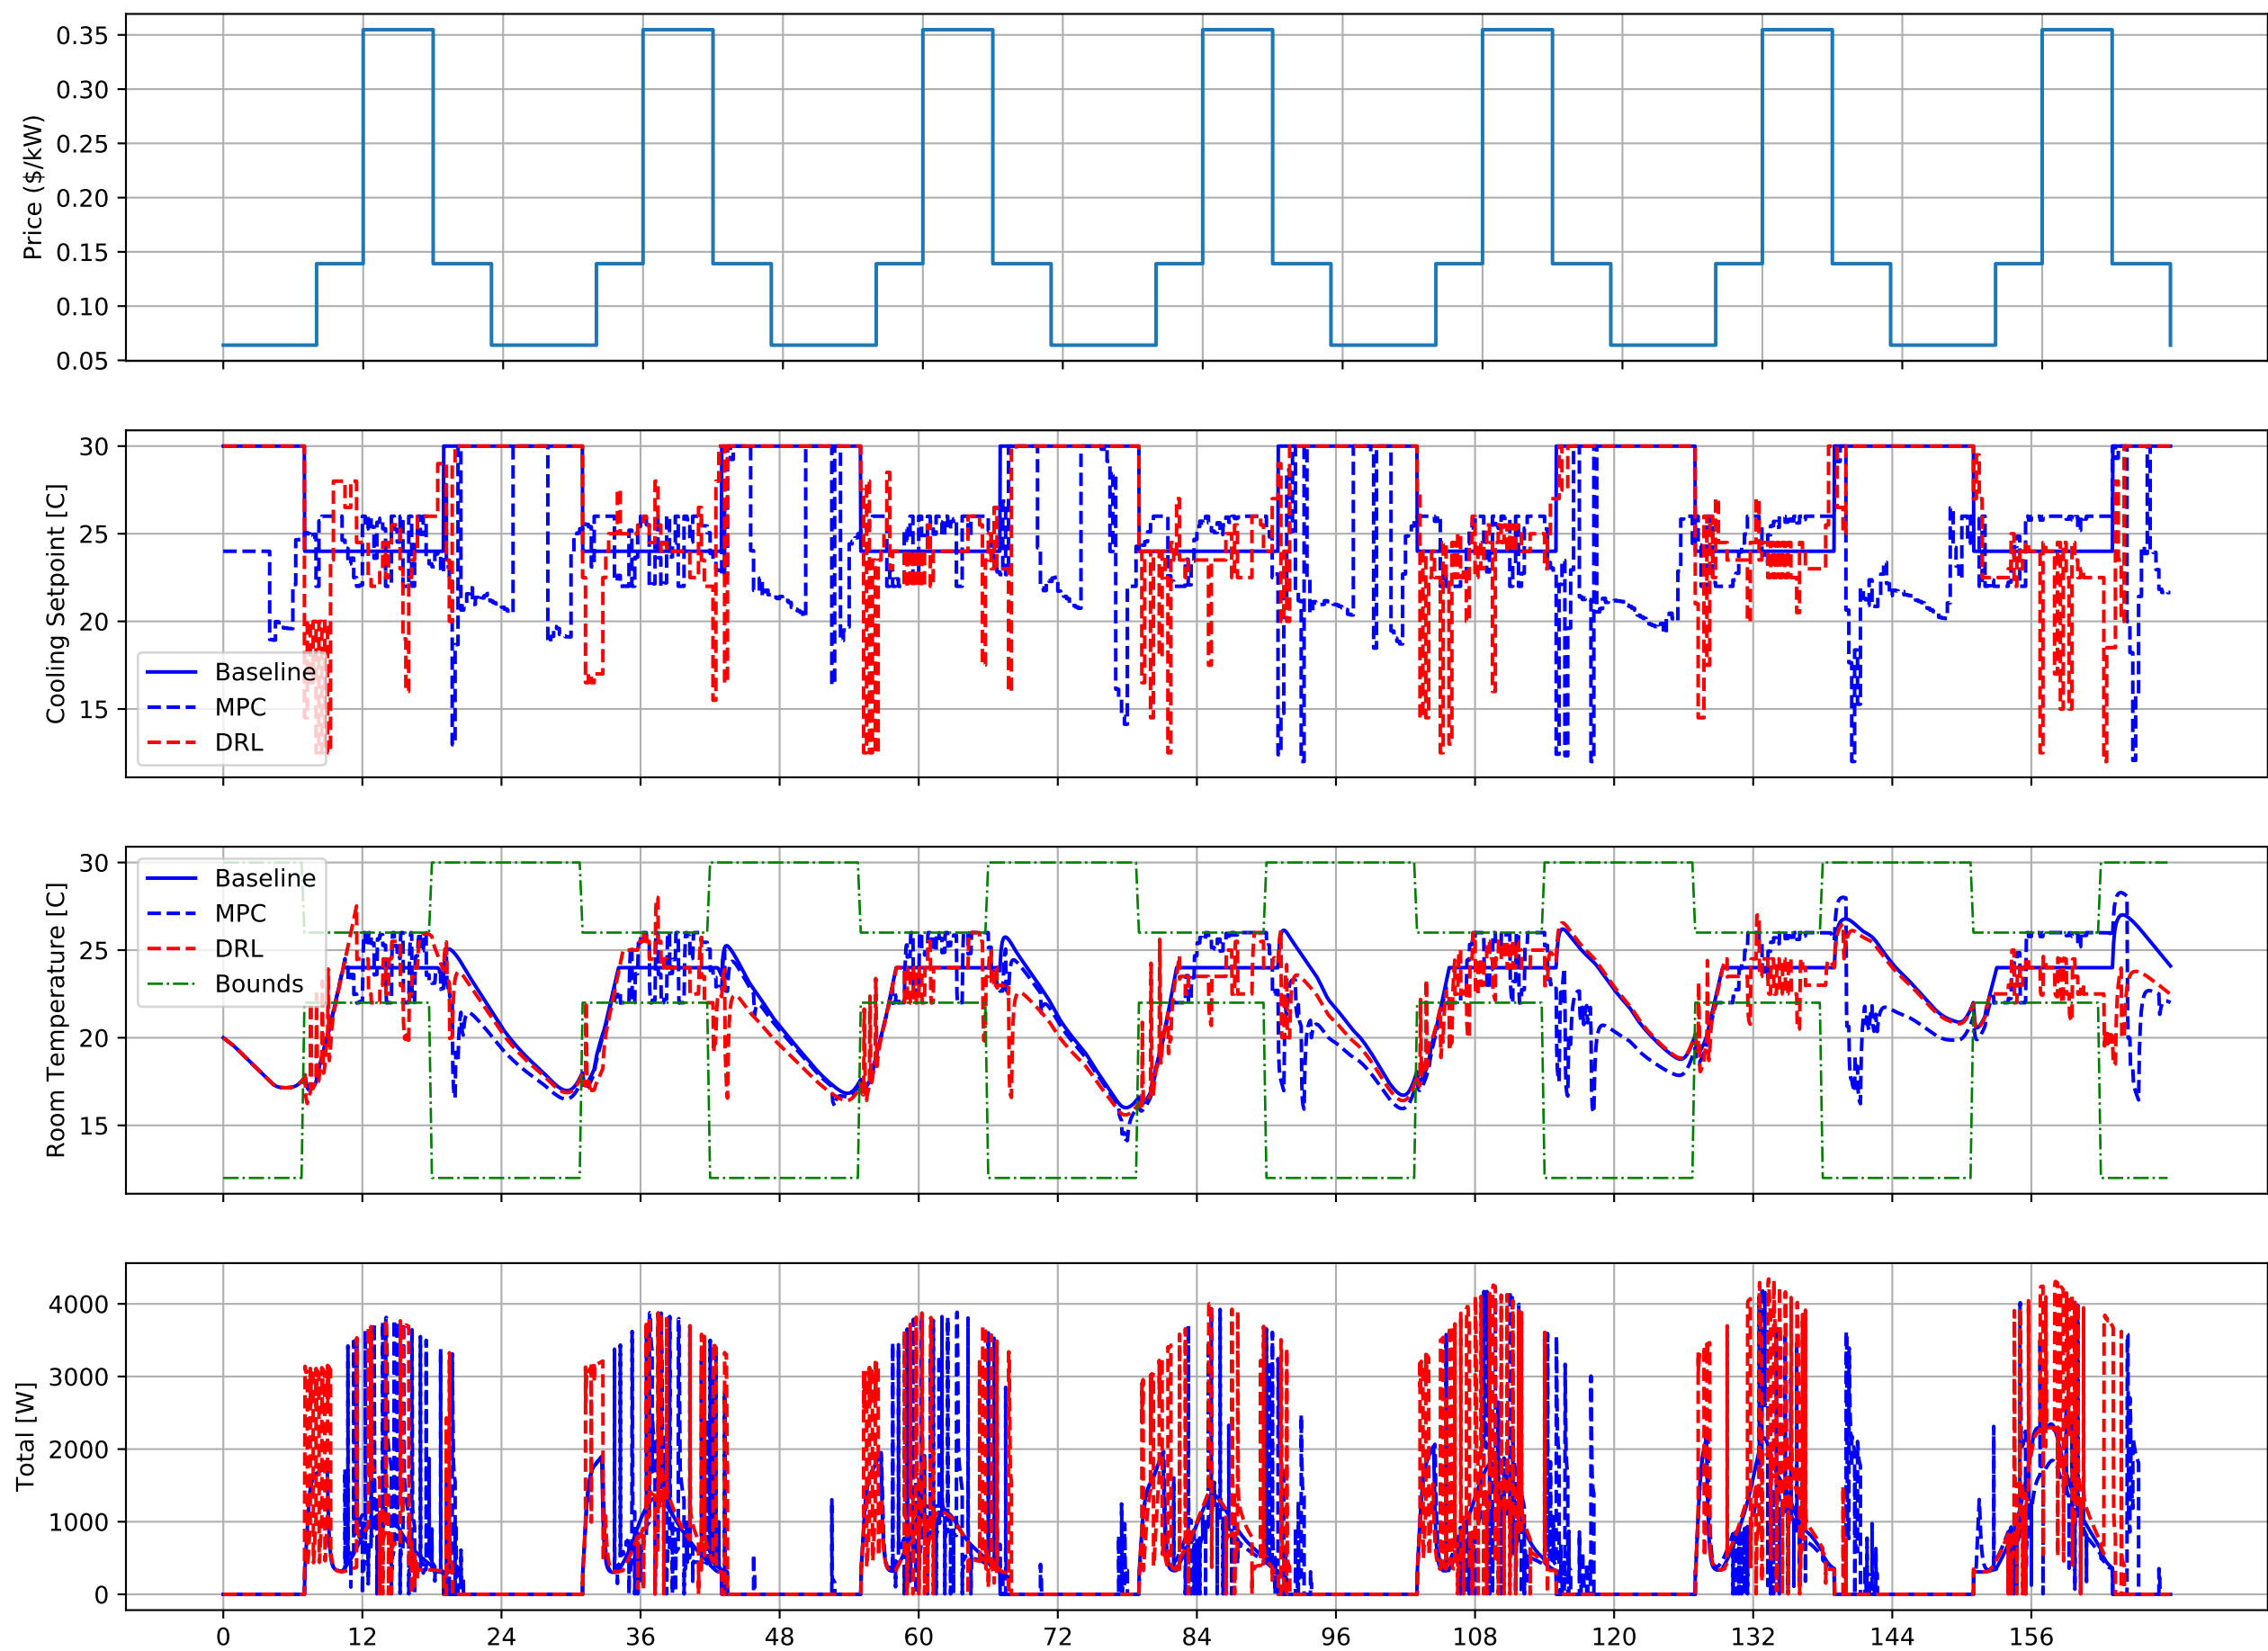 Price ($/kW)
0.35
0.30
0.25
0.20
0.15
0.10
0.05
Cooling Setpoint [C]
30
25
20
15
Baseline
MPC
DRL
Room Temperature [C]
30
25
20
15
Baseline
MPC
DRL
Bounds
Total [W]
4000
3000
2000
1000
0
0 12 24 36 48 60 72 84 96 108 120 132 144 156